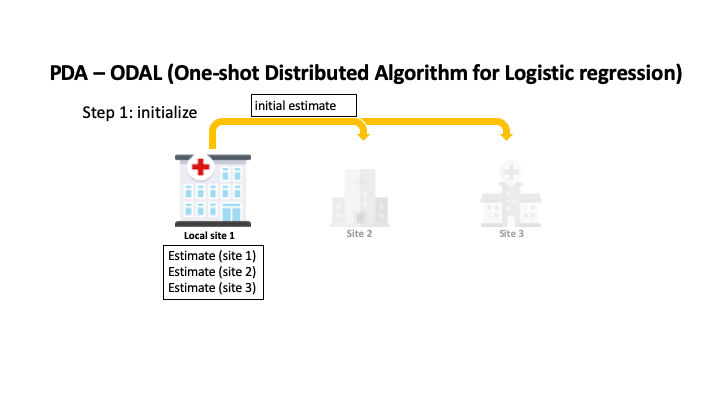 PDA – ODAL (One-shot Distributed Algorithm for Logistic regression)
Step 1: initialize
initial estimate
Local site 1
Site 2
Site 3
Estimate (site 1)
Estimate (site 2)
Estimate (site 3)